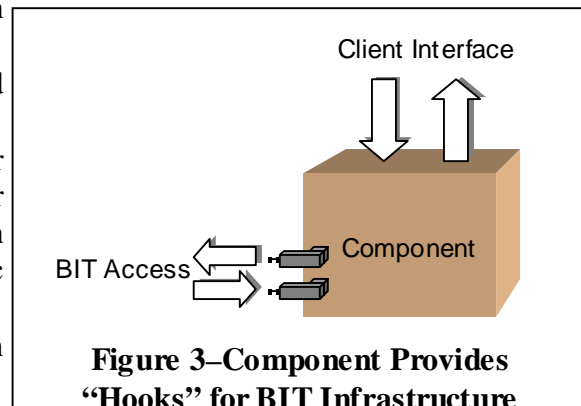 Client Interface
Component
BIT Access
Figure 3–Component Provides
“Hooks” for BIT Infrastructure